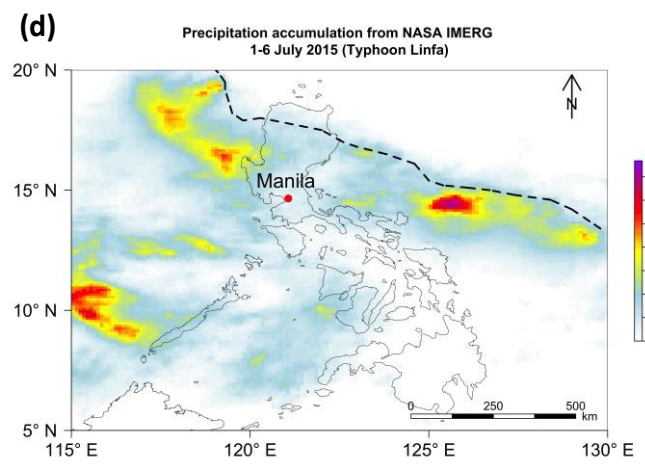 (d)
Precipitation accumulation from NASA IMERG
1-6 July 2015 (Typhoon Linfa)
20° N
N
15° N
Manila
10° N
0 250 500
km
5° N
115° E 120° E 125° E 130° E